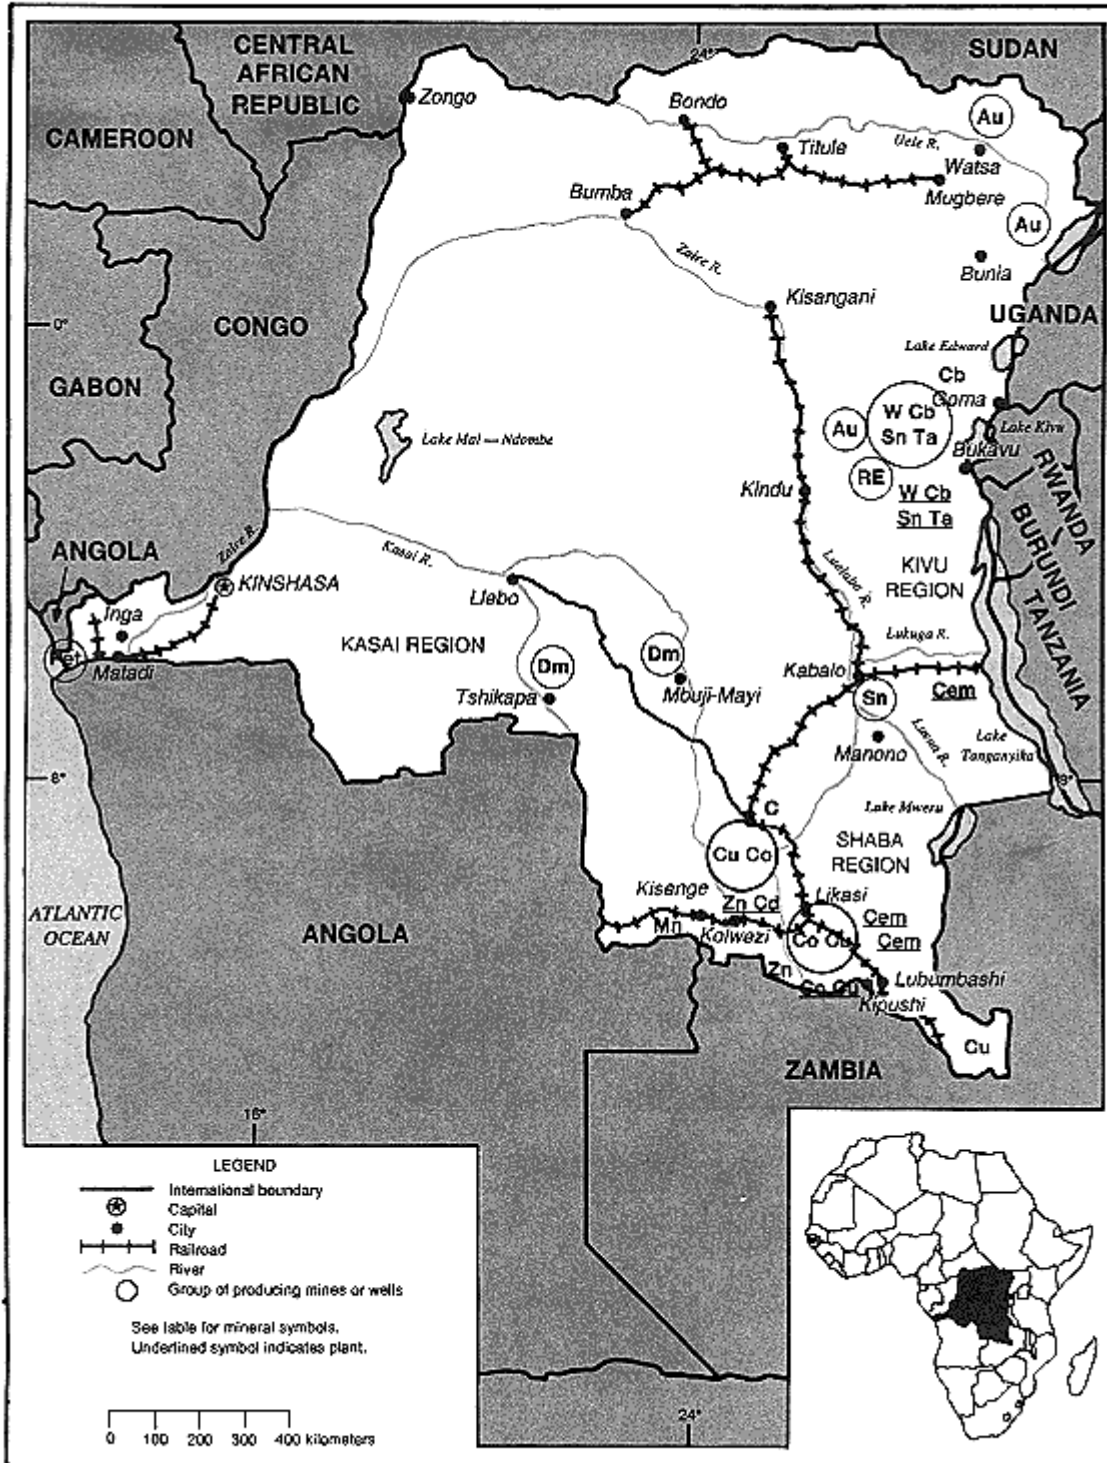 CENTRAL
AFRICAN
REPUBLIC
SUDAN
24°
CAMEROON
Zongo
Bondo
Au
Titule
Uele R.
Watsa
Mugbere
Bumba
Au
Zaire R.
Bunia
Kisangani
CONGO
UGANDA
0°
Lake Edward
GABON
Cb
Goma
W Cb
Sn Ta
Au
Lake Kivu
Lake Mai-Ndombe
Bukavu
RE
Kindu
W Cb
Sn Ta
RWANDA
BURUNDI
TANZANIA
ANGOLA
Zaire R.
Kasai R.
KINSHASA
Ilebo
Lualaba R.
KIVU
REGION
Inga
KASAI REGION
Lukuga R.
Pet
Matadi
Dm
Dm
Kabalo
Mbuji-Mayi
Tshikapa
Sn
Cem
Manono
Luvua R.
Lake
Tanganyika
8°
8°
C
Lake Mweru
SHABA
REGION
Cu Co
Kisenge
Likasi
Zn Cd
ATLANTIC
OCEAN
ANGOLA
Mn
Kolwezi
Co Cu
Cem
Cem
Zn
Lubumbashi
Co Cu
Kipushi
Cu
ZAMBIA
16°
LEGEND
International boundary
Capital
City
Railroad
River
Group of producing mines or wells
See table for mineral symbols.
Underlined symbol indicates plant.
0 100 200 300 400 kilometers
24°